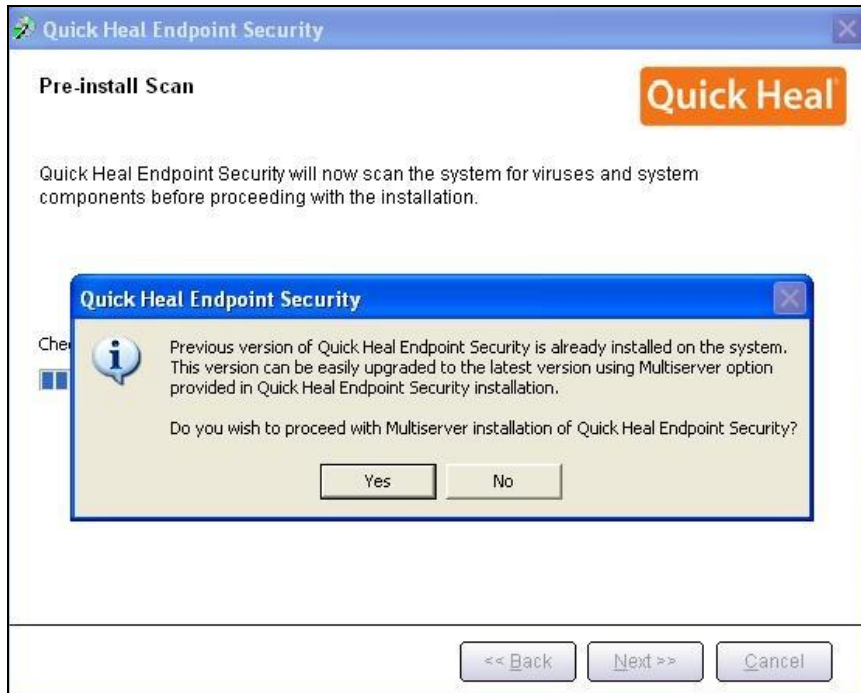 Quick Heal Endpoint Security
Pre-install Scan
Quick Heal
Quick Heal Endpoint Security will now scan the system for viruses and system
components before proceeding with the installation.
Quick Heal Endpoint Security
Che
Previous version of Quick Heal Endpoint Security is already installed on the system.
This version can be easily upgraded to the latest version using Multiserver option
provided in Quick Heal Endpoint Security installation.
Do you wish to proceed with Multiserver installation of Quick Heal Endpoint Security?
Yes No
<< Back Next >> Cancel